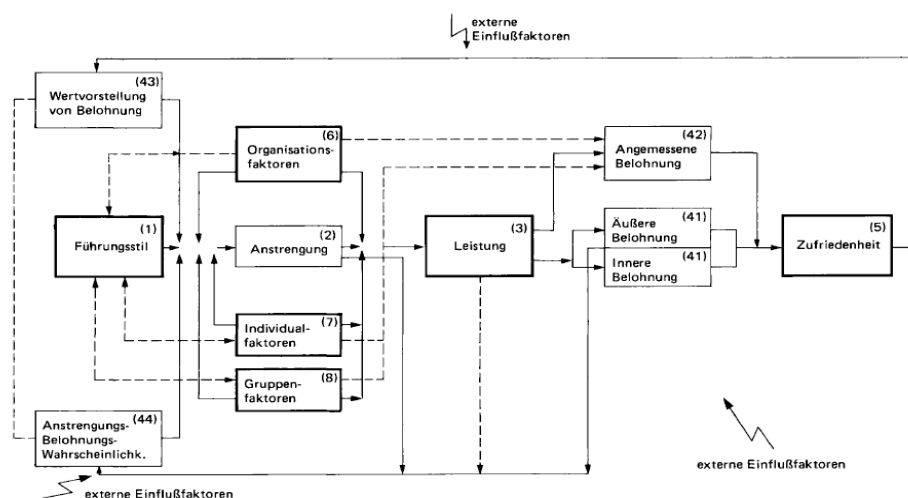 externe
Einflußfaktoren
(43)
Wertvorstellung
von Belohnung
(6)
Organisations-
faktoren
(42)
Angemessene
Belohnung
(1)
Führungsstil
(2)
Anstrengung
(3)
Leistung
(41)
Äußere
Belohnung
(41)
Innere
Belohnung
(5)
Zufriedenheit
(7)
Individual-
faktoren
(8)
Gruppen-
faktoren
(44)
Anstrengungs-
Belohnungs-
Wahrscheinlichk.
externe Einflußfaktoren
externe Einflußfaktoren